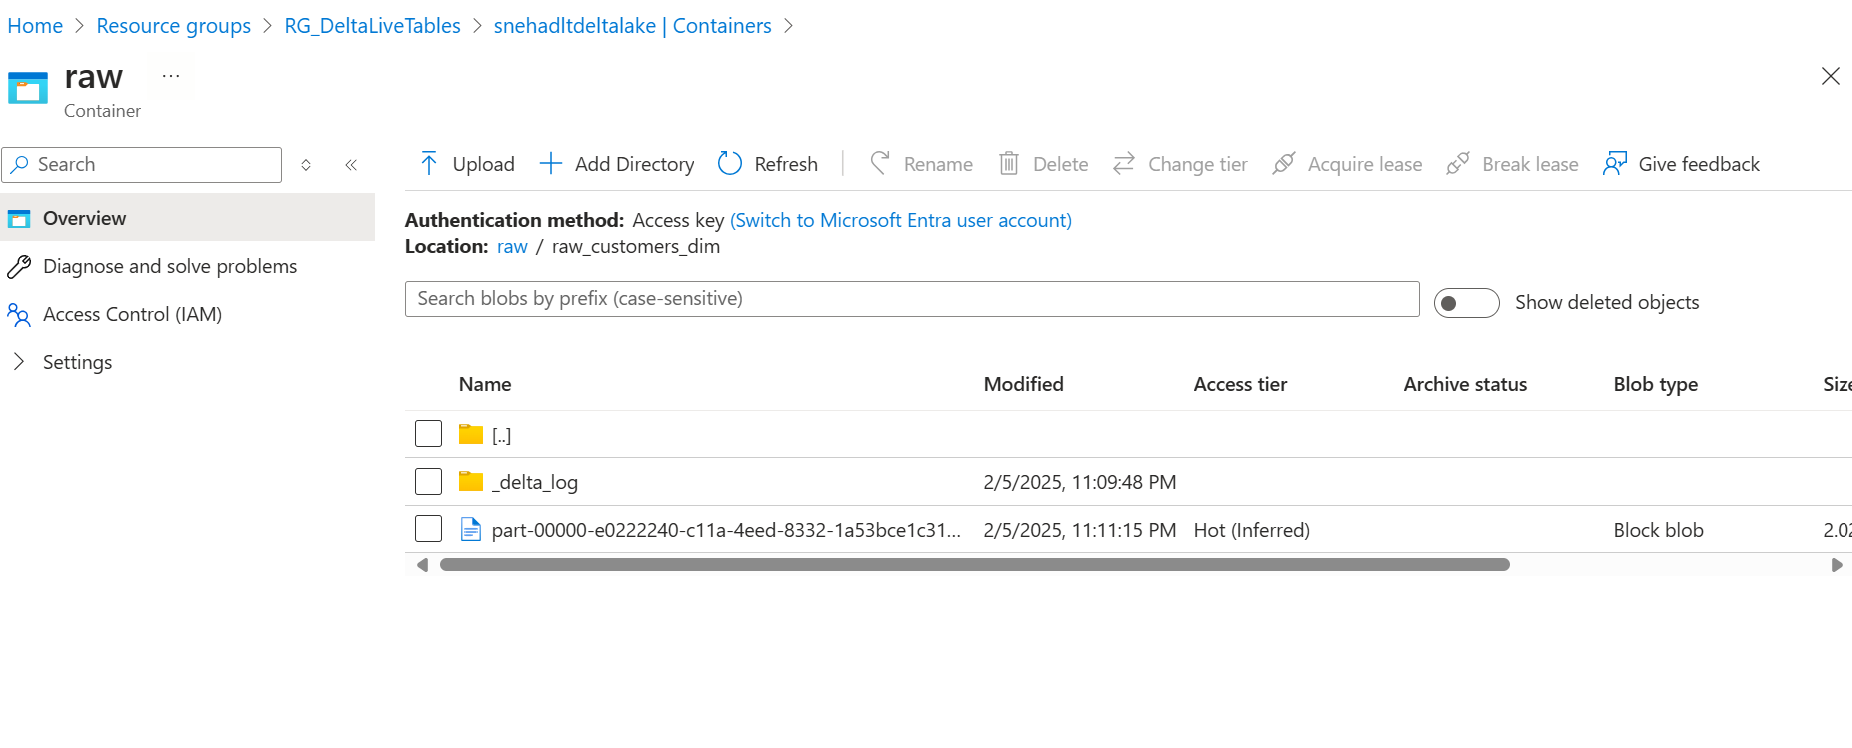 Home > Resource groups > RG_DeltaLiveTables > snehadltdeltalake | Containers >
raw ...
Container
Search
Upload Add Directory Refresh Rename Delete Change tier Acquire lease Break lease Give feedback
Overview
Diagnose and solve problems
Access Control (IAM)
Settings
Authentication method: Access key (Switch to Microsoft Entra user account)
Location: raw / raw_customers_dim
Search blobs by prefix (case-sensitive)
Show deleted objects
Name Modified Access tier Archive status Blob type
[..]
_delta_log 2/5/2025, 11:09:48 PM
part-00000-e0222240-c11a-4eed-8332-1a53bce1c31... 2/5/2025, 11:11:15 PM Hot (Inferred) Block blob